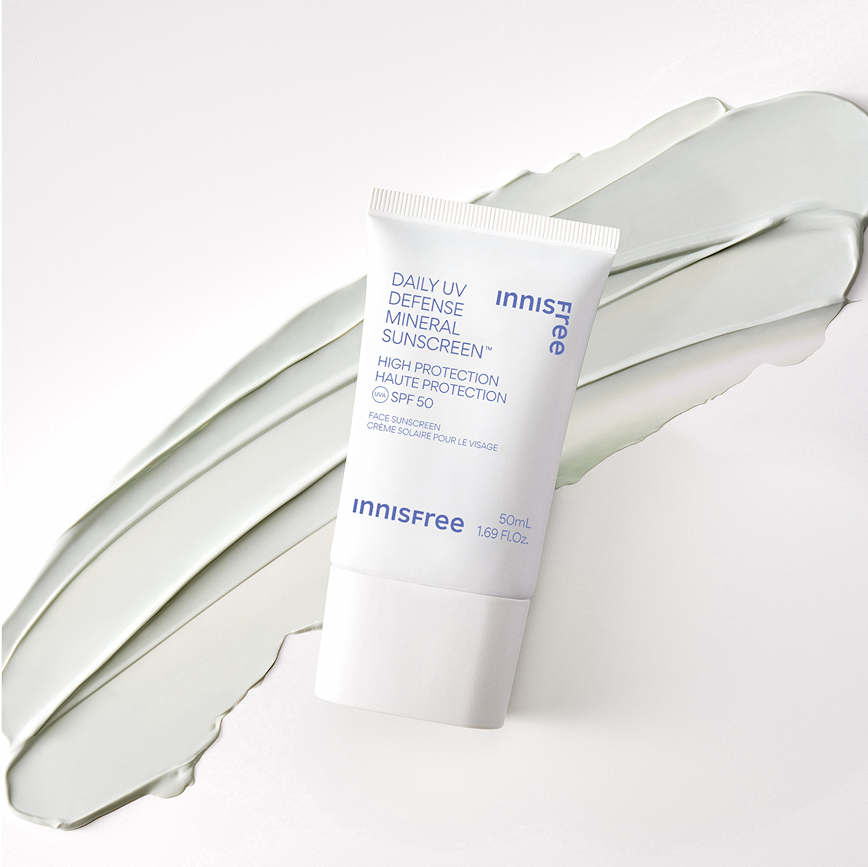 DAILY UV
DEFENSE
MINERAL
SUNSCREEN™
INNISFree
HIGH PROTECTION
HAUTE PROTECTION
UVA SPF 50
FACE SUNSCREEN
CRÈME SOLAIRE POUR LE VISAGE
INNISFree
50mL
1.69 Fl.Oz.